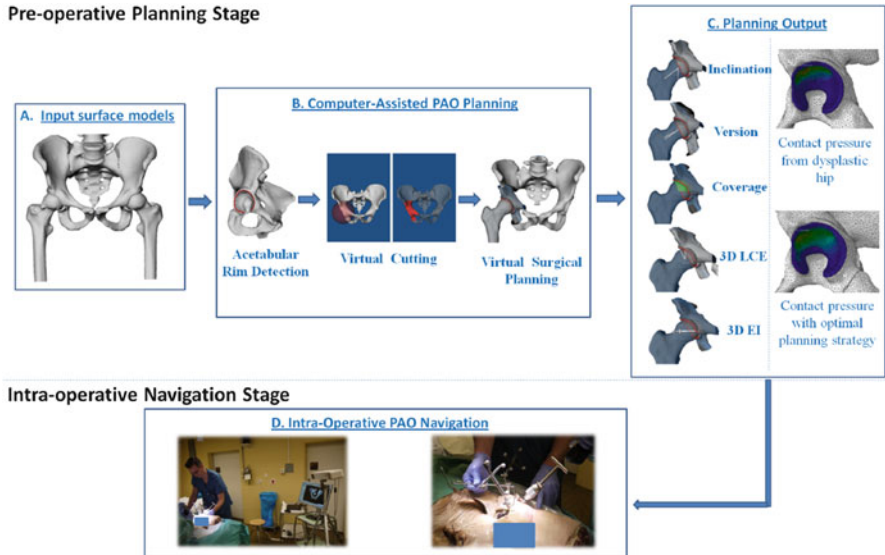 Pre-operative Planning Stage
A. Input surface models
B. Computer-Assisted PAO Planning
Acetabular
Rim Detection
Virtual Cutting
Virtual Surgical
Planning
C. Planning Output
Inclination
Version
Coverage
3D LCE
3D EI
Contact pressure
from dysplastic
hip
Contact pressure
with optimal
planning strategy
Intra-operative Navigation Stage
D. Intra-Operative PAO Navigation